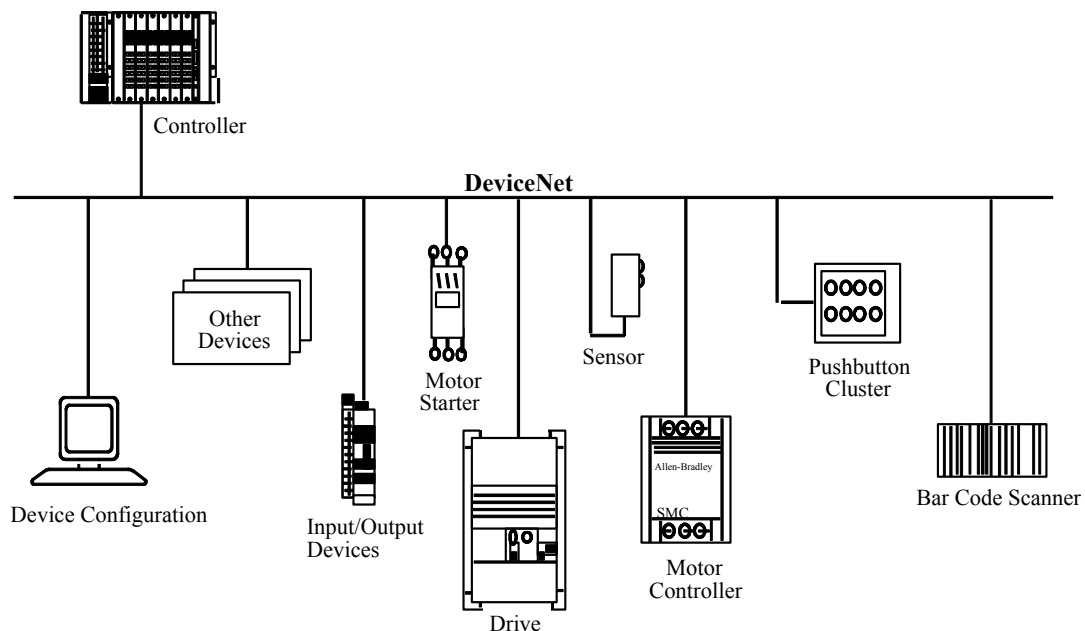 Controller
DeviceNet
Other
Devices
Motor
Starter
Sensor
Pushbutton
Cluster
Device Configuration
Input/Output
Devices
Drive
Allen-Bradley
SMC
Motor
Controller
Bar Code Scanner